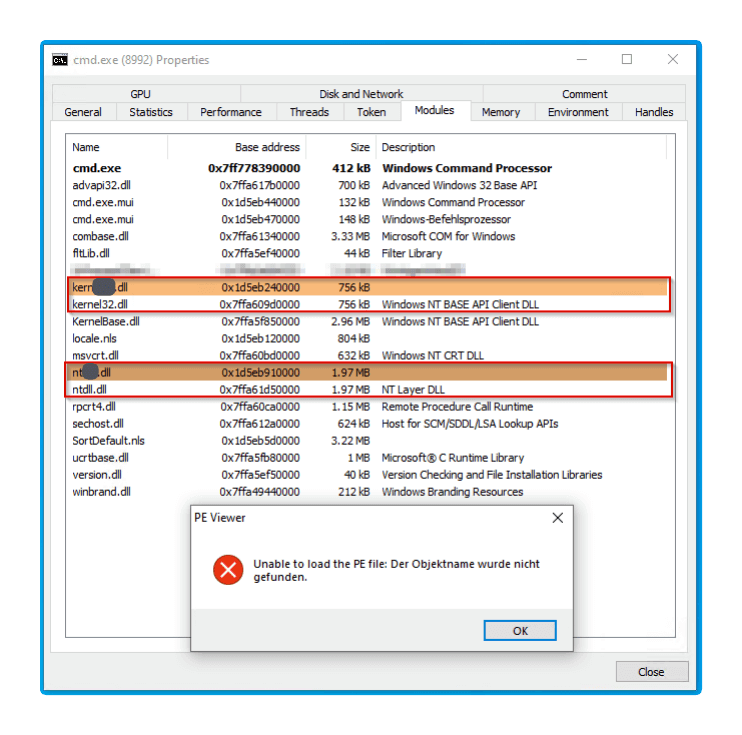 cmd.exe (8992) Properties
GPU Disk and Network Comment
General Statistics Performance Threads Token Modules Memory Environment Handles
Name Base address Size Description
cmd.exe 0x7ff778390000 412 kB Windows Command Processor
advapi32.dll 0x7ffa617b0000 700 kB Advanced Windows 32 Base API
cmd.exe.mui 0x1d5eb440000 132 kB Windows Command Processor
cmd.exe.mui 0x1d5eb470000 148 kB Windows-Befehlsprozessor
combase.dll 0x7ffa61340000 3.33 MB Microsoft COM for Windows
fltLib.dll 0x7ffa5ef40000 44 kB Filter Library
kern .dll 0x1d5eb240000 756 kB
kernel32.dll 0x7ffa609d0000 756 kB Windows NT BASE API Client DLL
KernelBase.dll 0x7ffa5f850000 2.96 MB Windows NT BASE API Client DLL
locale.nls 0x1d5eb120000 804 kB
msvcrt.dll 0x7ffa60bd0000 632 kB Windows NT CRT DLL
nt .dll 0x1d5eb910000 1.97 MB
ntdll.dll 0x7ffa61d50000 1.97 MB NT Layer DLL
rpcrt4.dll 0x7ffa60ca0000 1.15 MB Remote Procedure Call Runtime
sechost.dll 0x7ffa612a0000 624 kB Host for SCM/SDDL/LSA Lookup APIs
SortDefault.nls 0x1d5eb5d0000 3.22 MB
ucrtbase.dll 0x7ffa5fb80000 1 MB Microsoft® C Runtime Library
version.dll 0x7ffa5ef50000 40 kB Version Checking and File Installation Libraries
winbrand.dll 0x7ffa49440000 212 kB Windows Branding Resources
PE Viewer
Unable to load the PE file: Der Objektname wurde nicht
gefunden.
OK
Close